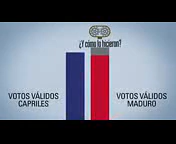 ¿Y cómo lo hicieron?
VOTOS VÁLIDOS
CAPRILES
VOTOS VÁLIDOS
MADURO